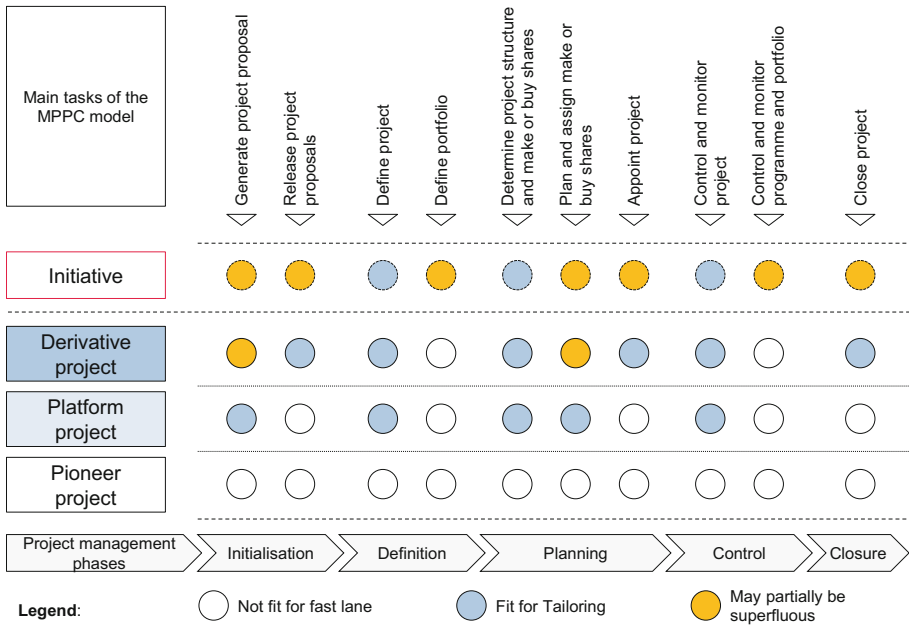 Main tasks of the
MPPC model
Generate project proposal
Release project
proposals
Define project
Define portfolio
Determine project structure
and make or buy shares
Plan and assign make or
buy shares
Appoint project
Control and monitor
project
Control and monitor
programme and portfolio
Close project
Initiative
Derivative
project
Platform
project
Pioneer
project
Project management
phases
Initialisation
Definition
Planning
Control
Closure
Legend:
Not fit for fast lane
Fit for Tailoring
May partially be
superfluous